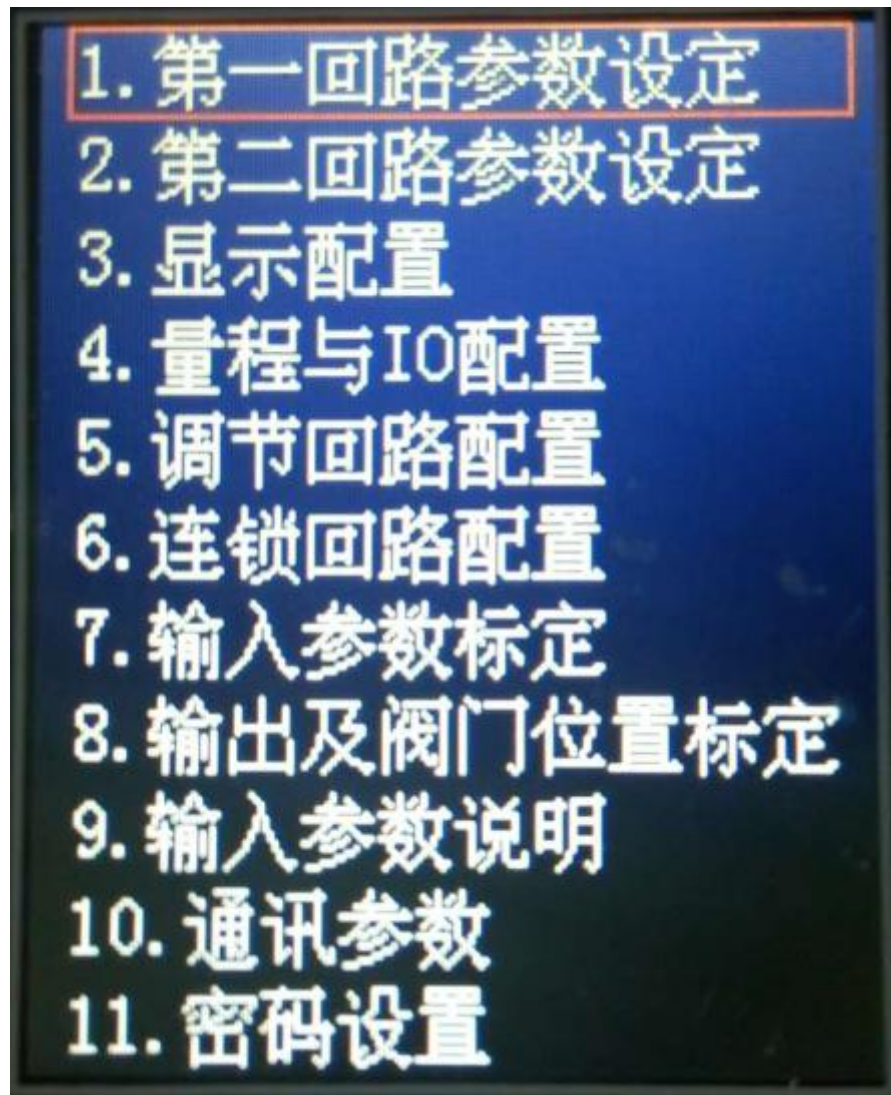 1.第一回路参数设定
2.第二回路参数设定
3.显示配置
4.量程与IO配置
5.调节回路配置
6.连锁回路配置
7.输入参数标定
8.输出及阀门位置标定
9.输入参数说明
10.通讯参数
11.密码设置